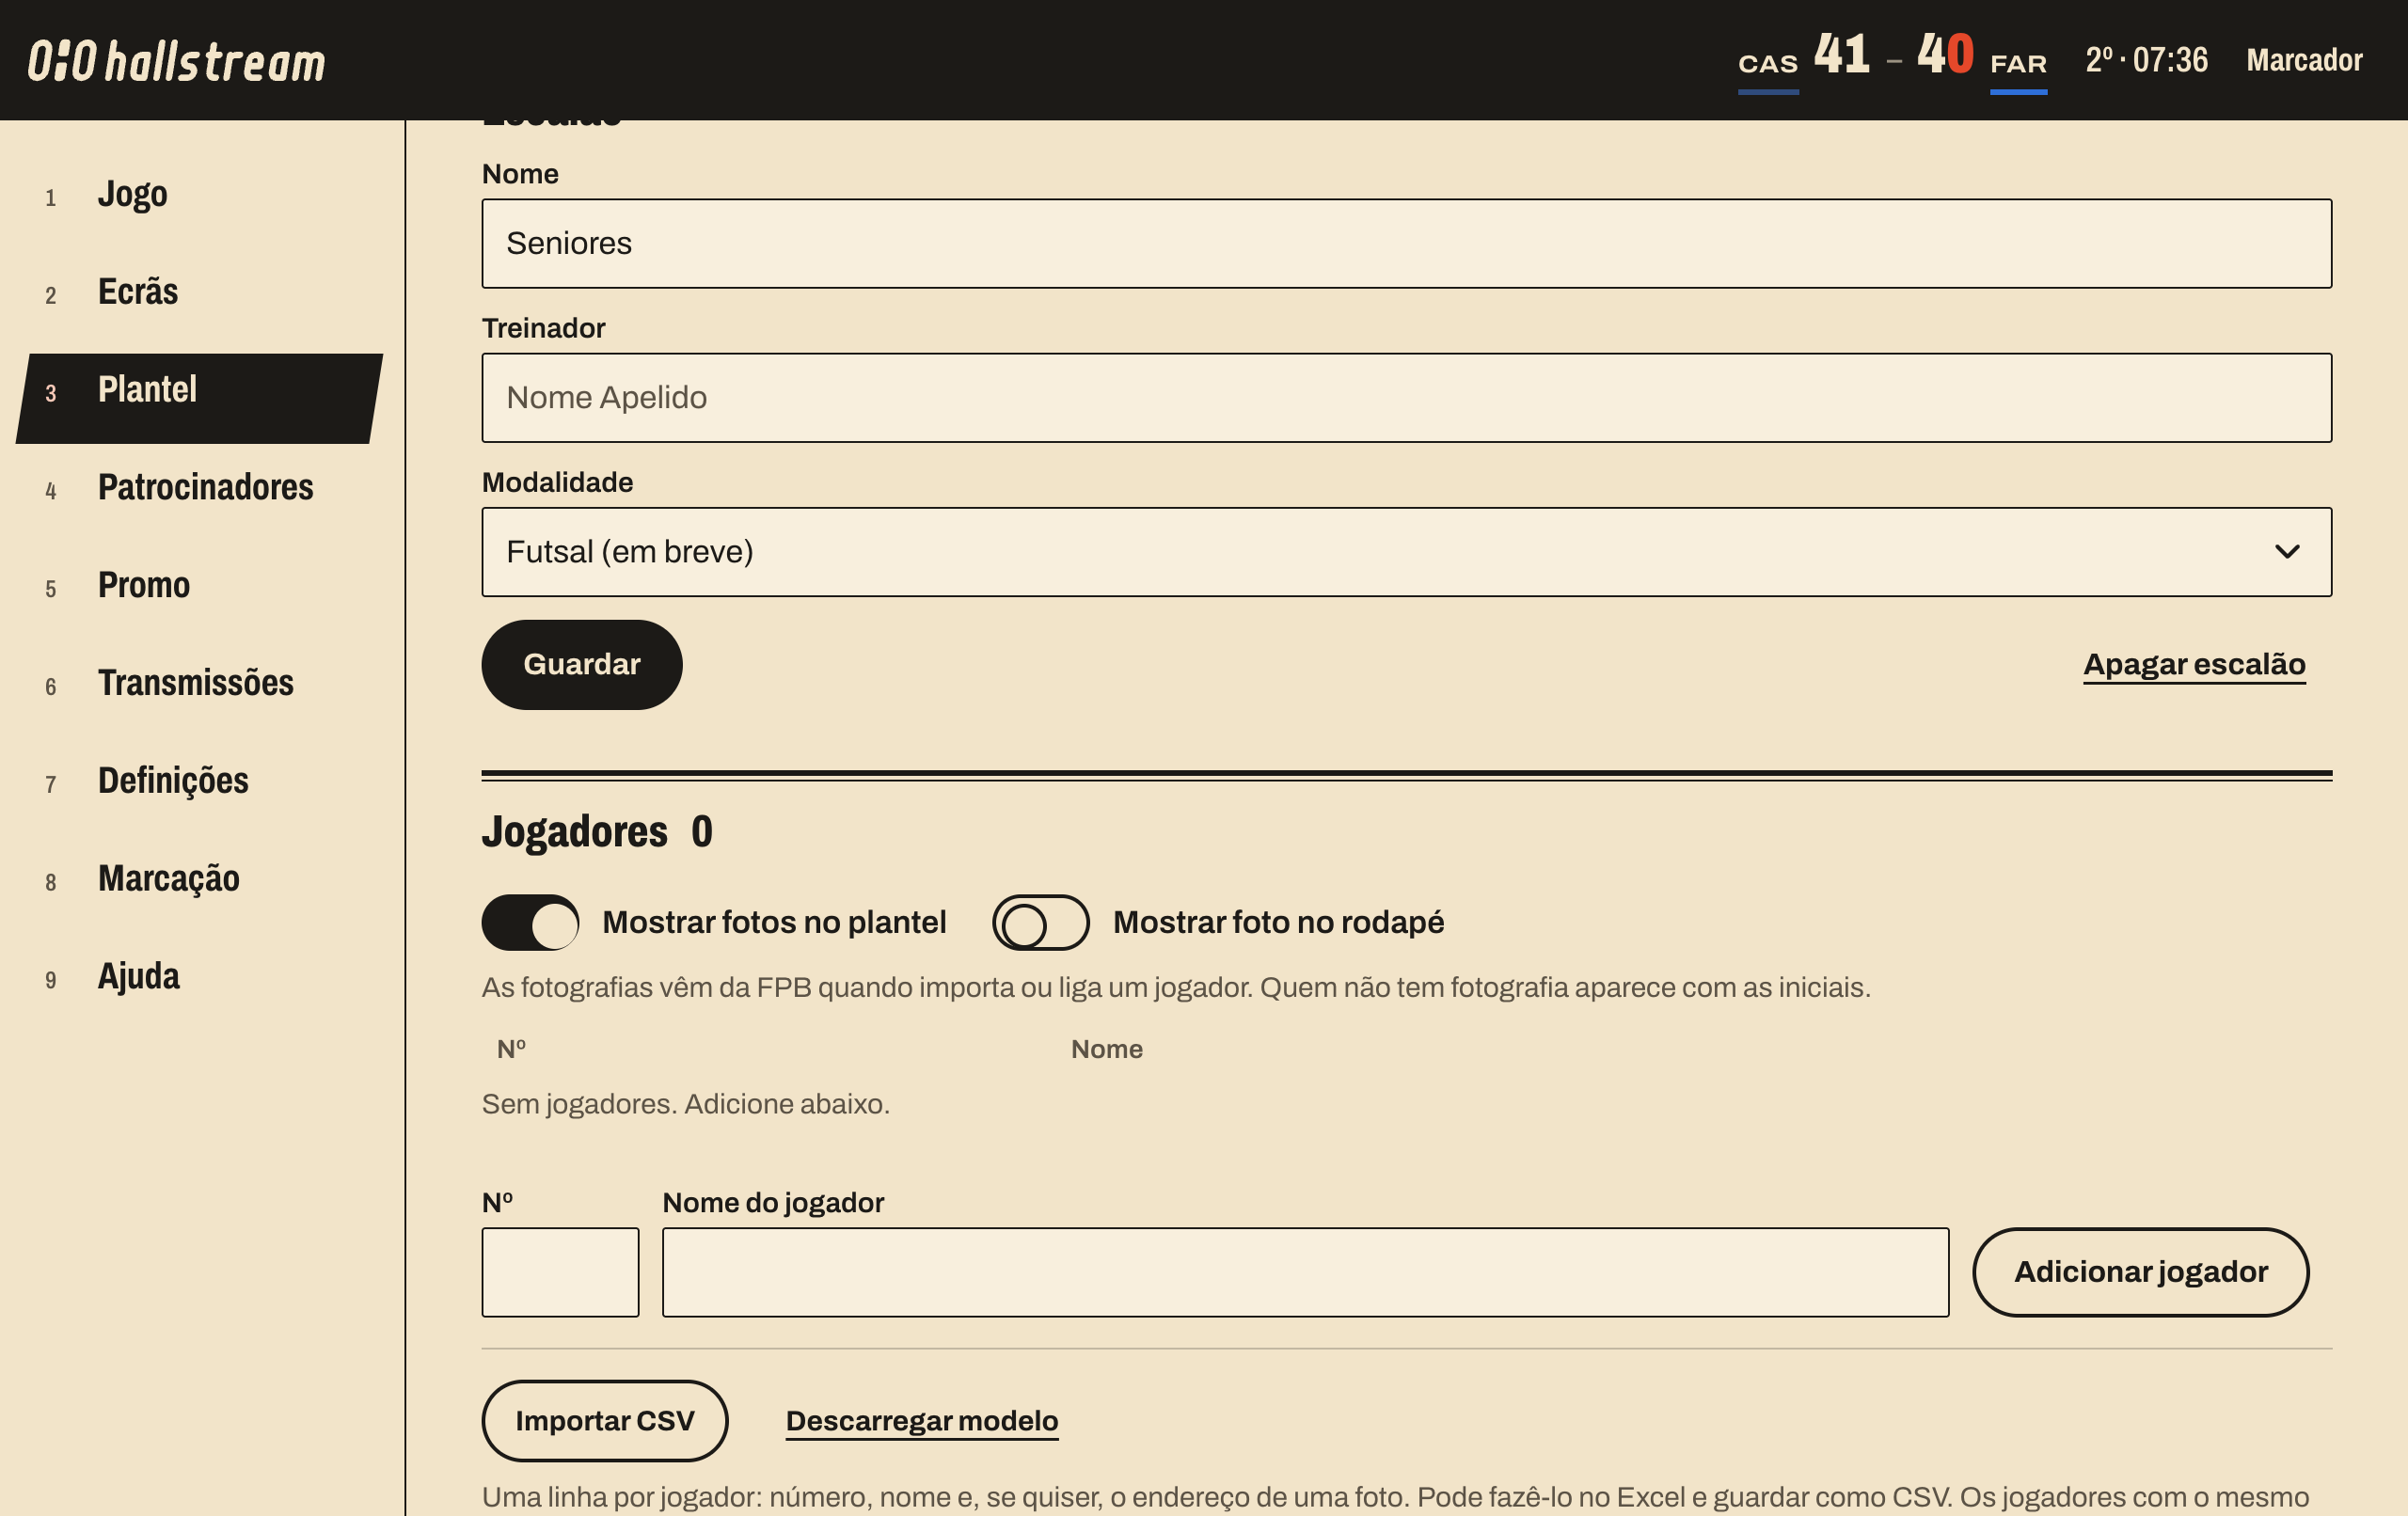 0:0 hallstream
CAS 41 – 40 FAR 2º · 07:36 Marcador
1 Jogo
2 Ecrãs
3 Plantel
4 Patrocinadores
5 Promo
6 Transmissões
7 Definições
8 Marcação
9 Ajuda
Nome
Seniores
Treinador
Nome Apelido
Modalidade
Futsal (em breve)
Guardar
Apagar escalão
Jogadores 0
Mostrar fotos no plantel
Mostrar foto no rodapé
As fotografias vêm da FPB quando importa ou liga um jogador. Quem não tem fotografia aparece com as iniciais.
Nº Nome
Sem jogadores. Adicione abaixo.
Nº Nome do jogador
Adicionar jogador
Importar CSV Descarregar modelo
Uma linha por jogador: número, nome e, se quiser, o endereço de uma foto. Pode fazê-lo no Excel e guardar como CSV. Os jogadores com o mesmo